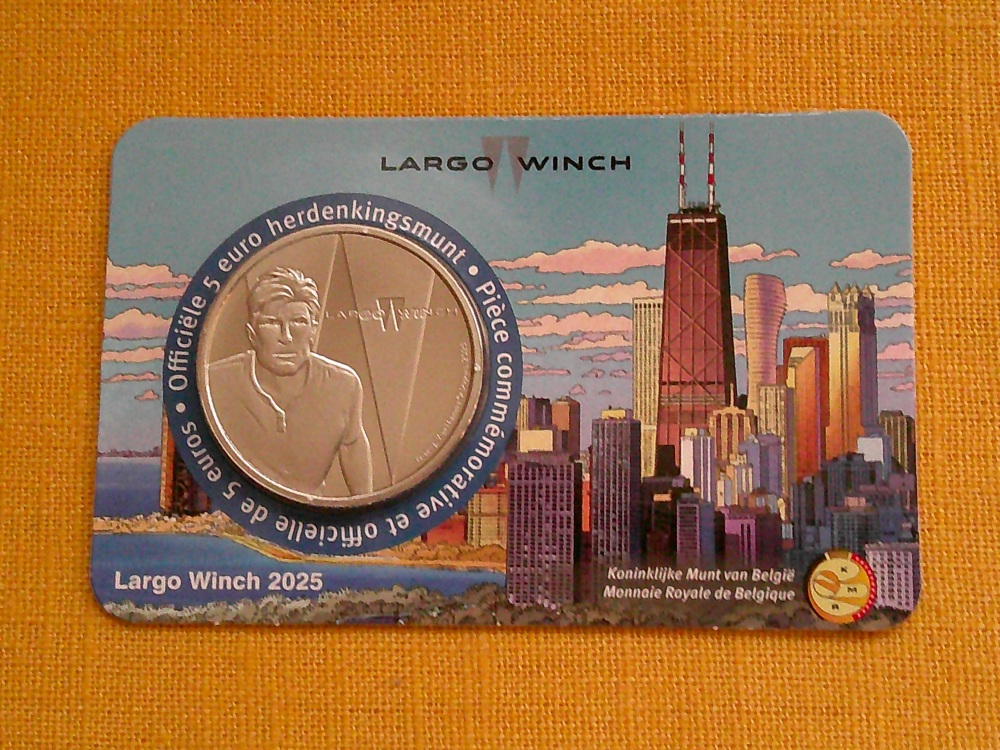 LARGO WINCH
Officiële 5 euro herdenkingsmunt • Pièce commémorative et officielle de 5 euros •
LARGO WINCH
Largo Winch 2025
Koninklijke Munt van België
Monnaie Royale de Belgique
K
M
R
B